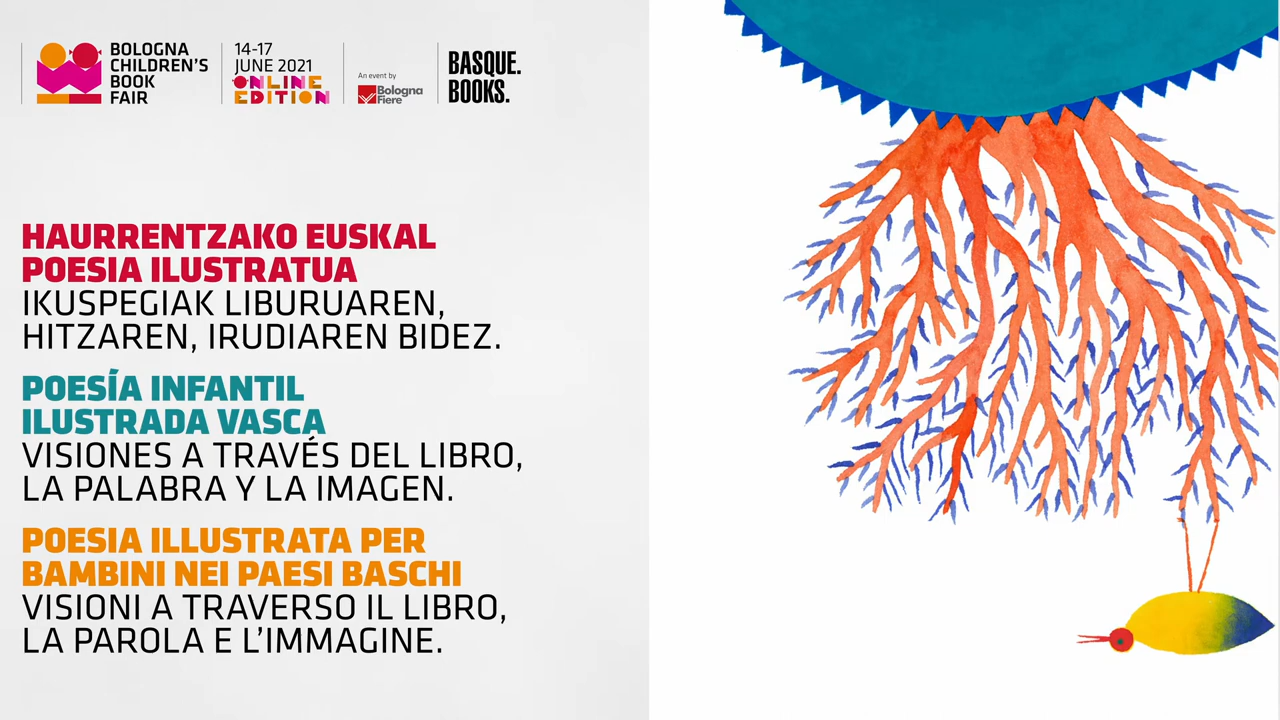 BOLOGNA
CHILDREN'S
BOOK
FAIR
14-17
JUNE 2021
ONLINE
EDITION
An event by
Bologna
Fiere
BASQUE.
BOOKS.
HAURRENTZAKO EUSKAL
POESIA ILUSTRATUA
IKUSPEGIAK LIBURUAREN,
HITZAREN, IRUDIAREN BIDEZ.
POESÍA INFANTIL
ILUSTRADA VASCA
VISIONES A TRAVÉS DEL LIBRO,
LA PALABRA Y LA IMAGEN.
POESIA ILLUSTRATA PER
BAMBINI NEI PAESI BASCHI
VISIONI A TRAVERSO IL LIBRO,
LA PAROLA E L'IMMAGINE.